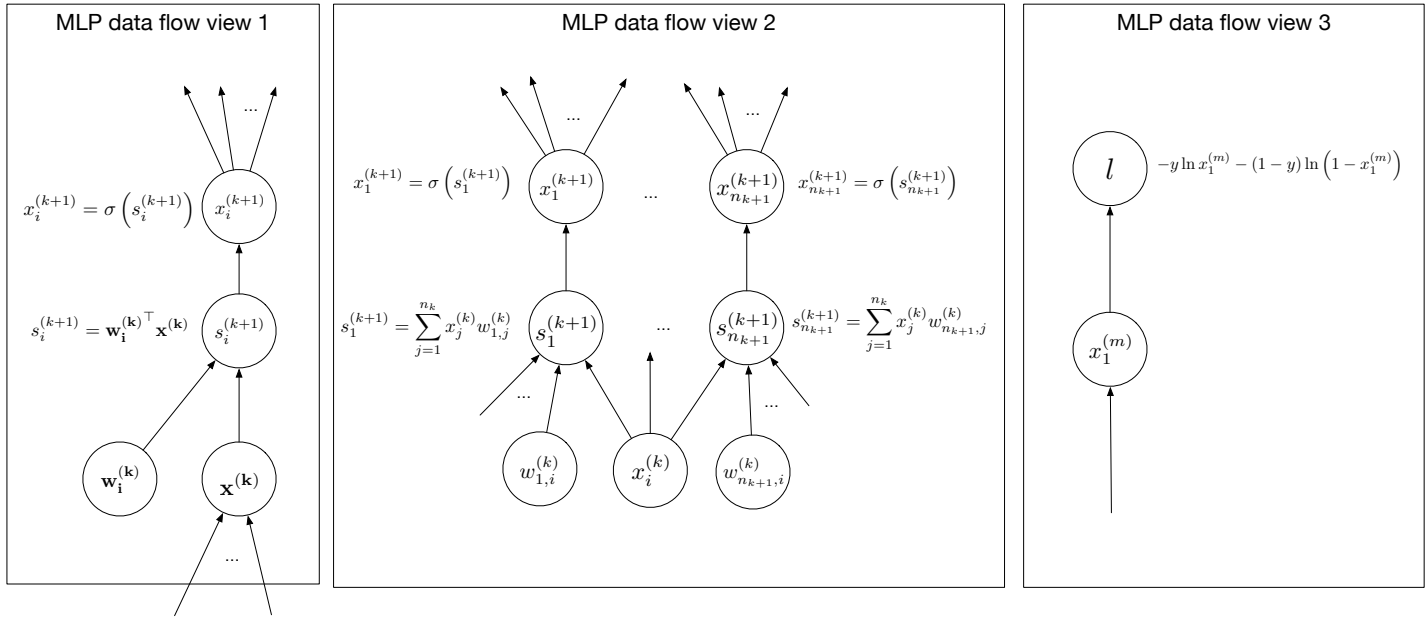 MLP data flow view 1
...
x_i^{(k+1)} = σ(s_i^{(k+1)})
x_i^{(k+1)}
s_i^{(k+1)} = w_i^{(k)⊤} x^{(k)}
s_i^{(k+1)}
w_i^{(k)}
x^{(k)}
...
MLP data flow view 2
...
...
x_1^{(k+1)} = σ(s_1^{(k+1)})
x_1^{(k+1)}
...
x_{n_{k+1}}^{(k+1)}
x_{n_{k+1}}^{(k+1)} = σ(s_{n_{k+1}}^{(k+1)})
s_1^{(k+1)} = ∑_{j=1}^{n_k} x_j^{(k)} w_{1,j}^{(k)}
s_1^{(k+1)}
...
s_{n_{k+1}}^{(k+1)}
s_{n_{k+1}}^{(k+1)} = ∑_{j=1}^{n_k} x_j^{(k)} w_{n_{k+1},j}^{(k)}
...
...
w_{1,i}^{(k)}
x_i^{(k)}
w_{n_{k+1},i}^{(k)}
MLP data flow view 3
l
−y ln x_1^{(m)} − (1 − y) ln (1 − x_1^{(m)})
x_1^{(m)}